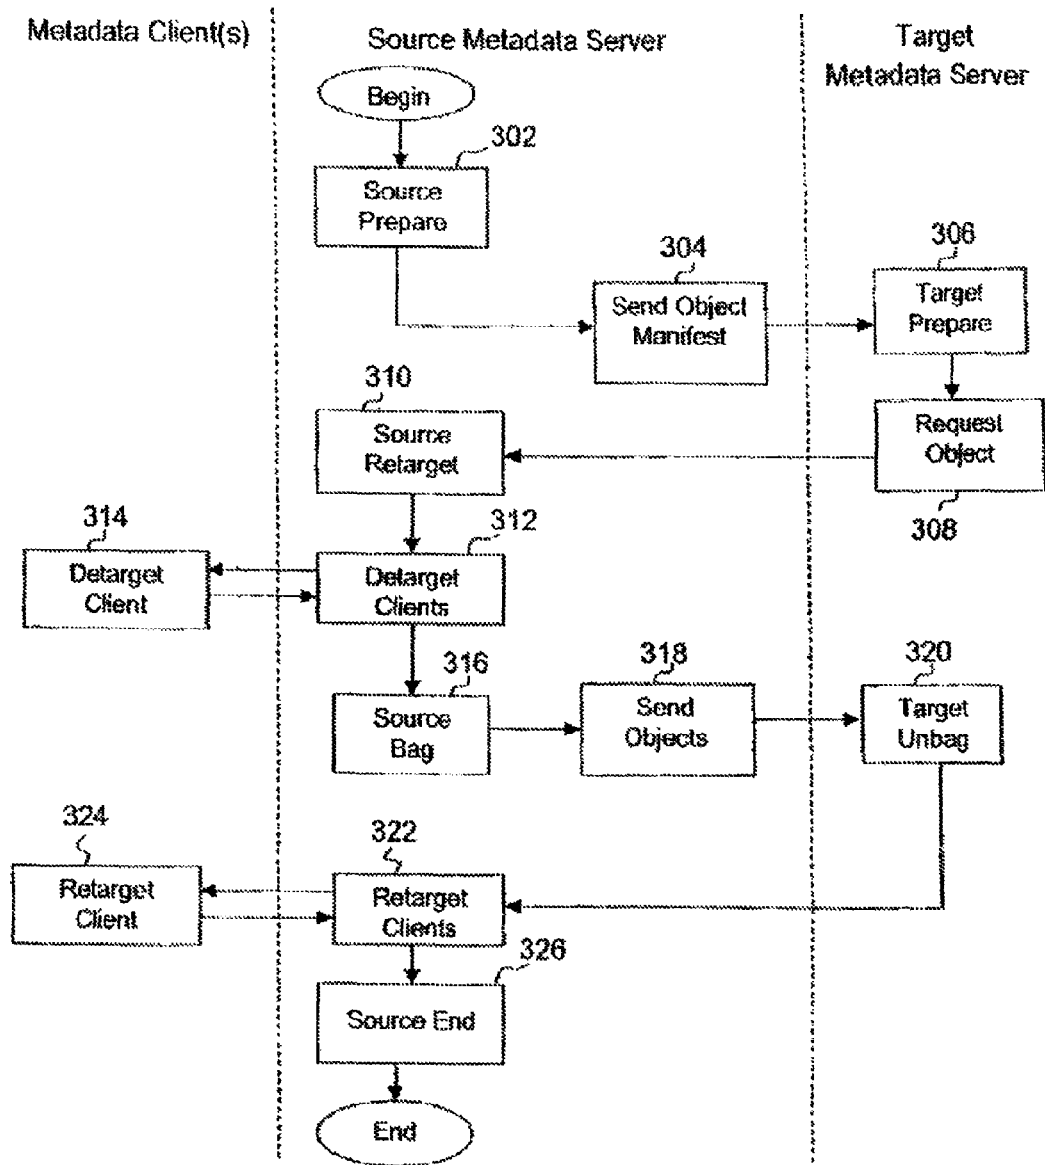 Metadata Client(s)
Source Metadata Server
Target
Metadata Server
Begin
302
Source
Prepare
304
Send Object
Manifest
306
Target
Prepare
310
Source
Retarget
Request
Object
308
314
Detarget
Client
312
Detarget
Clients
316
Source
Bag
318
Send
Objects
320
Target
Unbag
324
Retarget
Client
322
Retarget
Clients
326
Source End
End